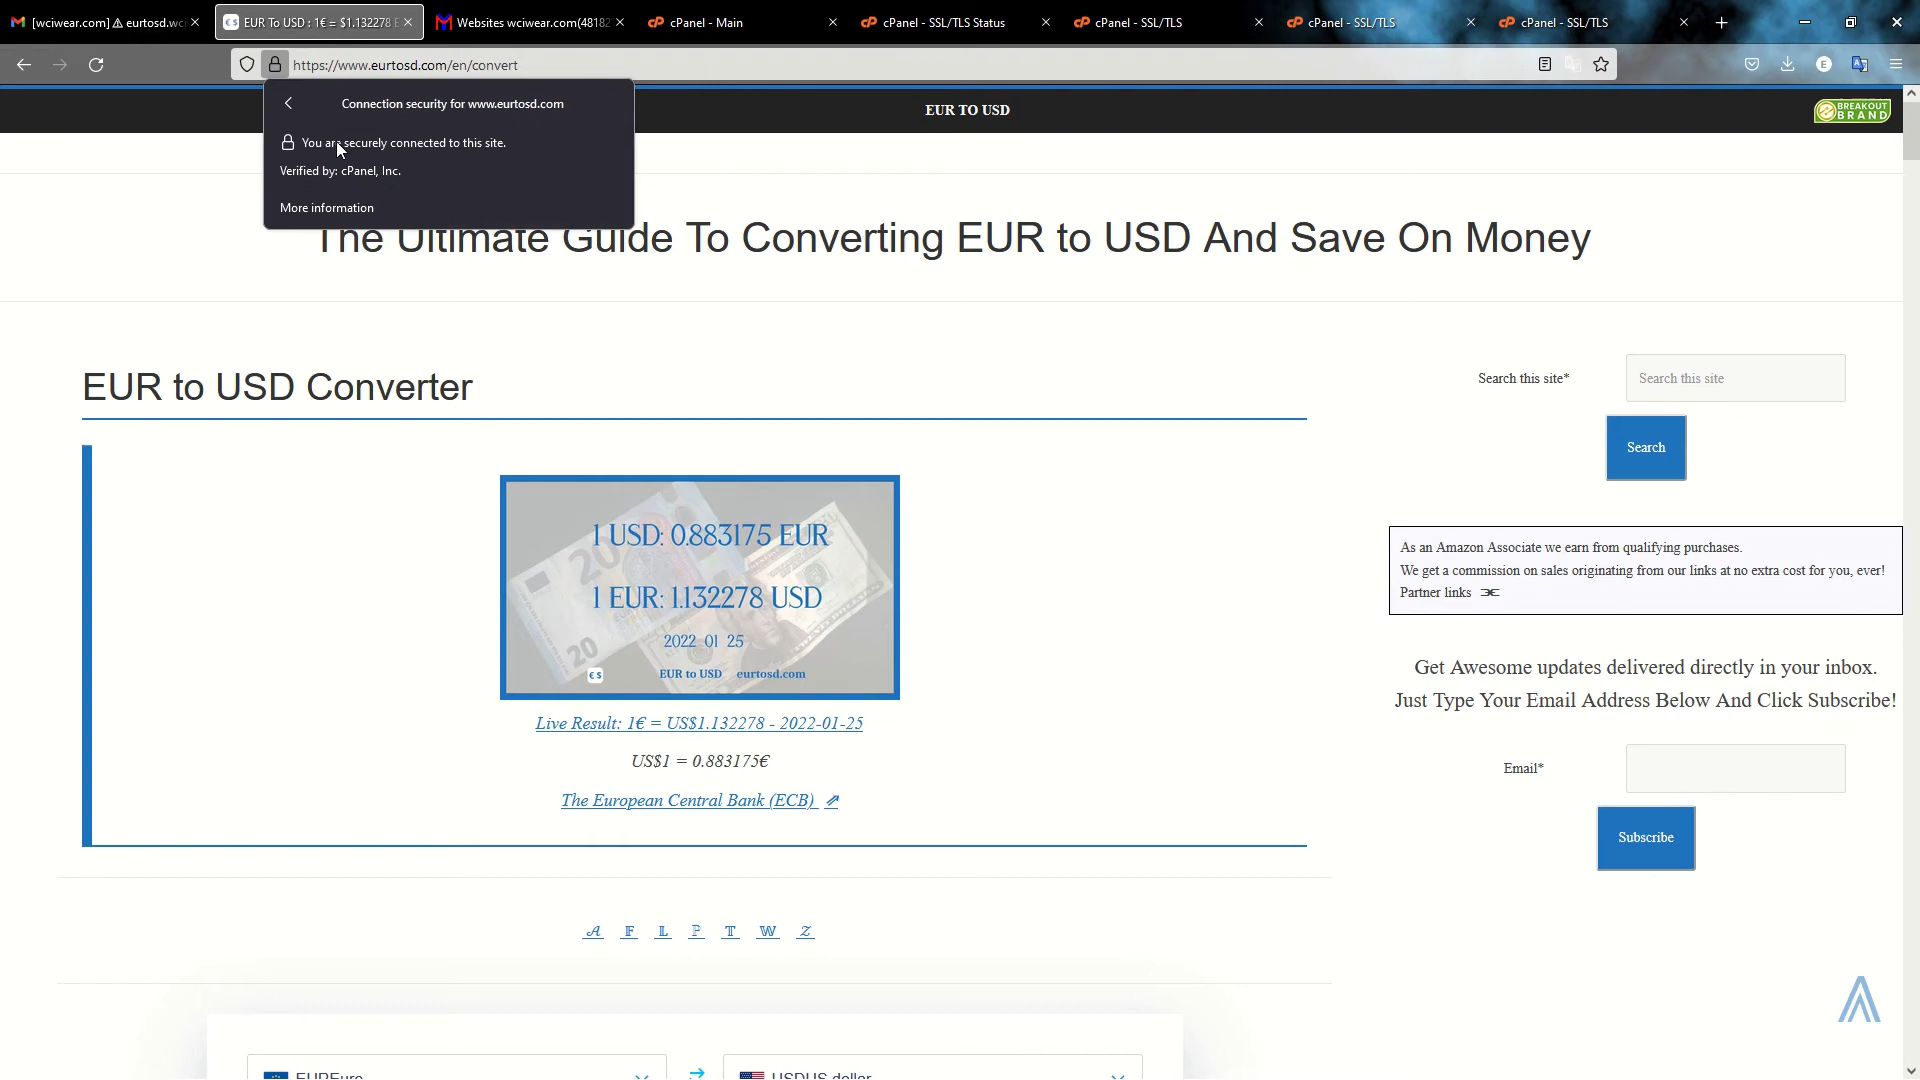 [wciwear.com] ⚠ eurtosd.wc
EUR To USD : 1€ = $1.132278 E
Websites wciwear.com(48182
cPanel - Main
cPanel - SSL/TLS Status
cPanel - SSL/TLS
cPanel - SSL/TLS
cPanel - SSL/TLS
https://www.eurtosd.com/en/convert
E
Connection security for www.eurtosd.com
You are securely connected to this site.
Verified by: cPanel, Inc.
More information
EUR TO USD
BREAKOUT
BRAND
The Ultimate Guide To Converting EUR to USD And Save On Money
EUR to USD Converter
1 USD: 0.883175 EUR
1 EUR: 1.132278 USD
2022 01 25
€ $
EUR to USD eurtosd.com
20
20
Live Result: 1€ = US$1.132278 - 2022-01-25
US$1 = 0.883175€
The European Central Bank (ECB) ⇗
𝒜 𝔽 𝕃 ℙ 𝕋 𝕎 𝒵
EUREuro
USDUS dollar
Search this site*
Search this site
Search
As an Amazon Associate we earn from qualifying purchases.
We get a commission on sales originating from our links at no extra cost for you, ever!
Partner links
Get Awesome updates delivered directly in your inbox.
Just Type Your Email Address Below And Click Subscribe!
Email*
Subscribe